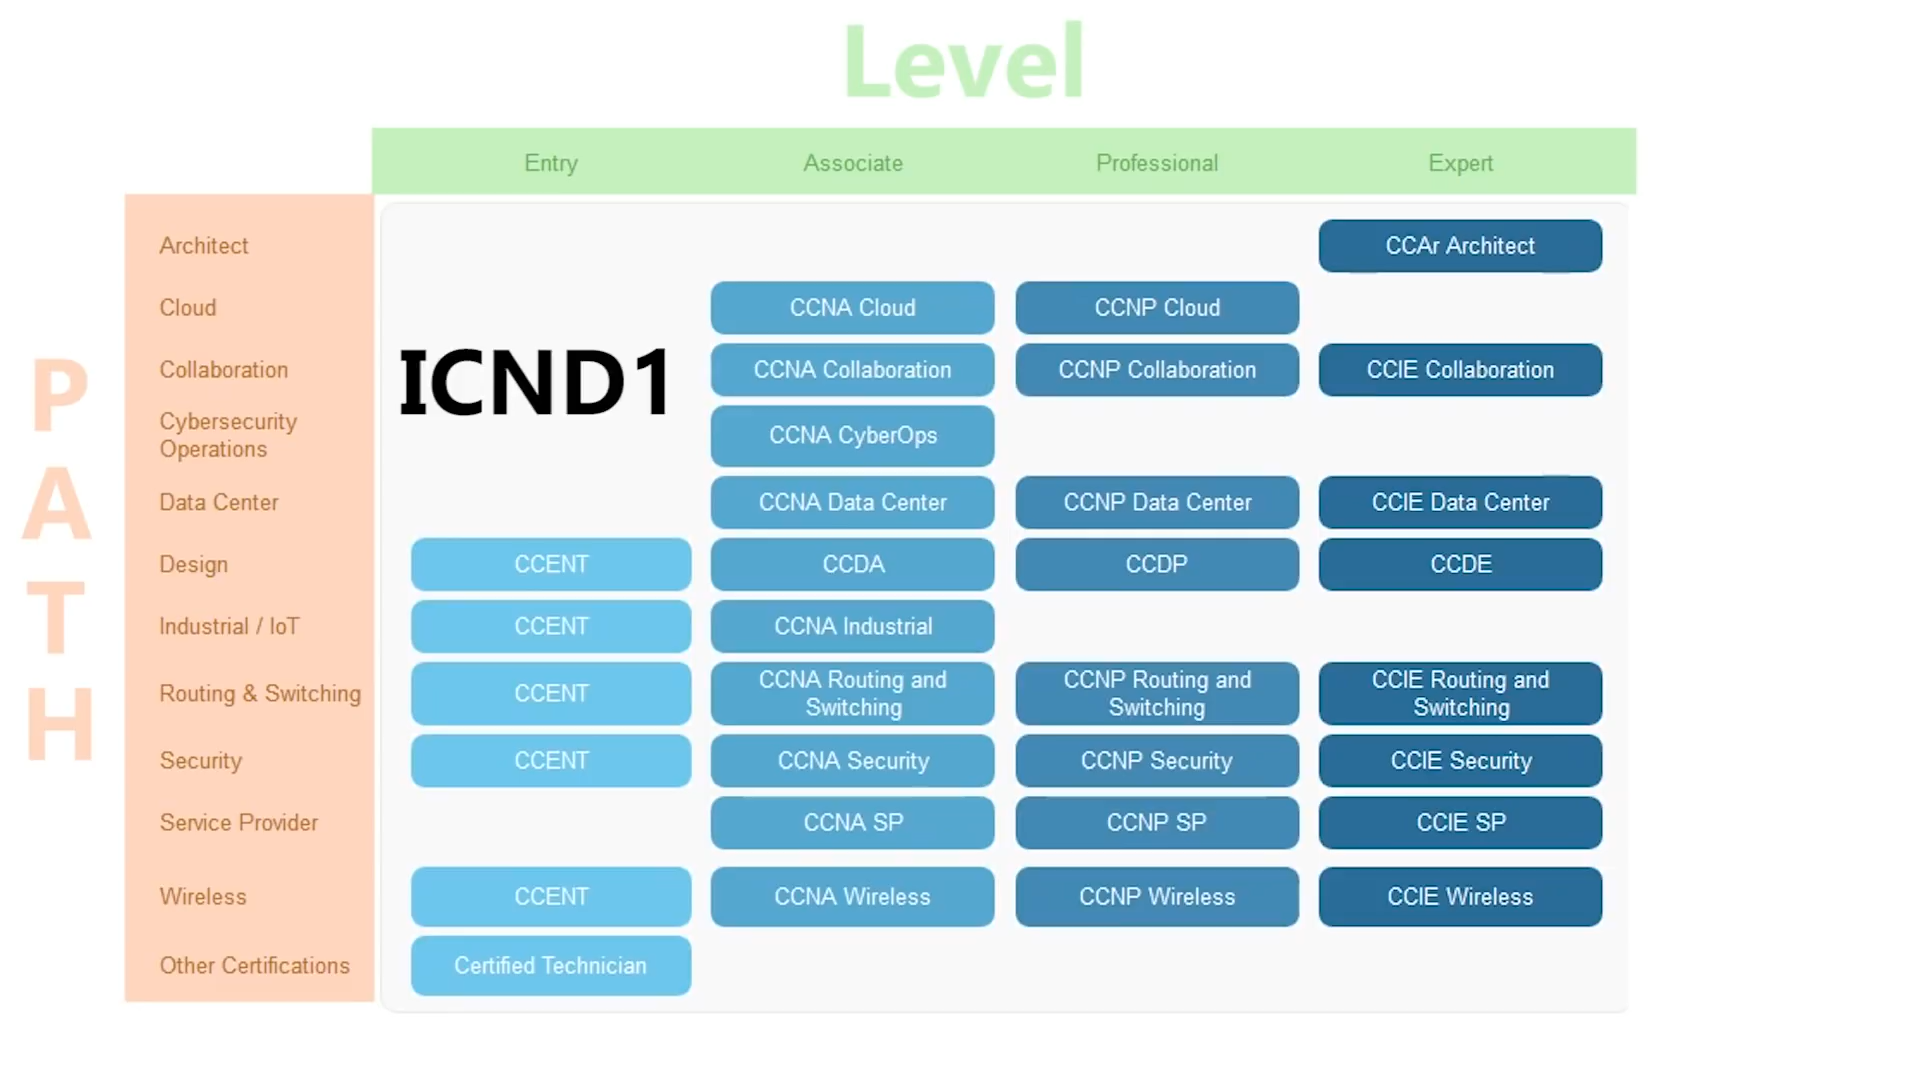 Level
Entry Associate Professional Expert
PATH
Architect CCAr Architect
Cloud CCNA Cloud CCNP Cloud
ICND1
Collaboration CCNA Collaboration CCNP Collaboration CCIE Collaboration
Cybersecurity
Operations CCNA CyberOps
Data Center CCNA Data Center CCNP Data Center CCIE Data Center
Design CCENT CCDA CCDP CCDE
Industrial / IoT CCENT CCNA Industrial
Routing & Switching CCENT CCNA Routing and Switching CCNP Routing and Switching CCIE Routing and Switching
Security CCENT CCNA Security CCNP Security CCIE Security
Service Provider CCNA SP CCNP SP CCIE SP
Wireless CCENT CCNA Wireless CCNP Wireless CCIE Wireless
Other Certifications Certified Technician